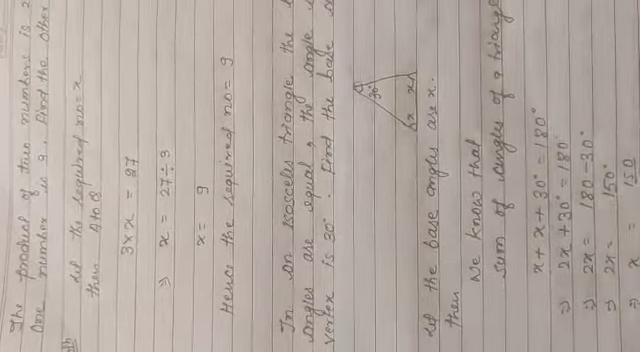 The product of two numbers is 2
One number is 9, Find the other
let the required no = x
then AtoQ
3 × x = 27
⇒ x = 27 ÷ 3
x = 9
Hence the required no = 9
In an isosceles triangle the
angles are equal, the angle
vertex is 30°. Find the base
30°
x x
let the base angles are x.
then
We know that
sum of angles of a triangle
x + x + 30° = 180°
⇒ 2x + 30° = 180°
⇒ 2x = 180 - 30°
⇒ 2x = 150°
⇒ x = 150